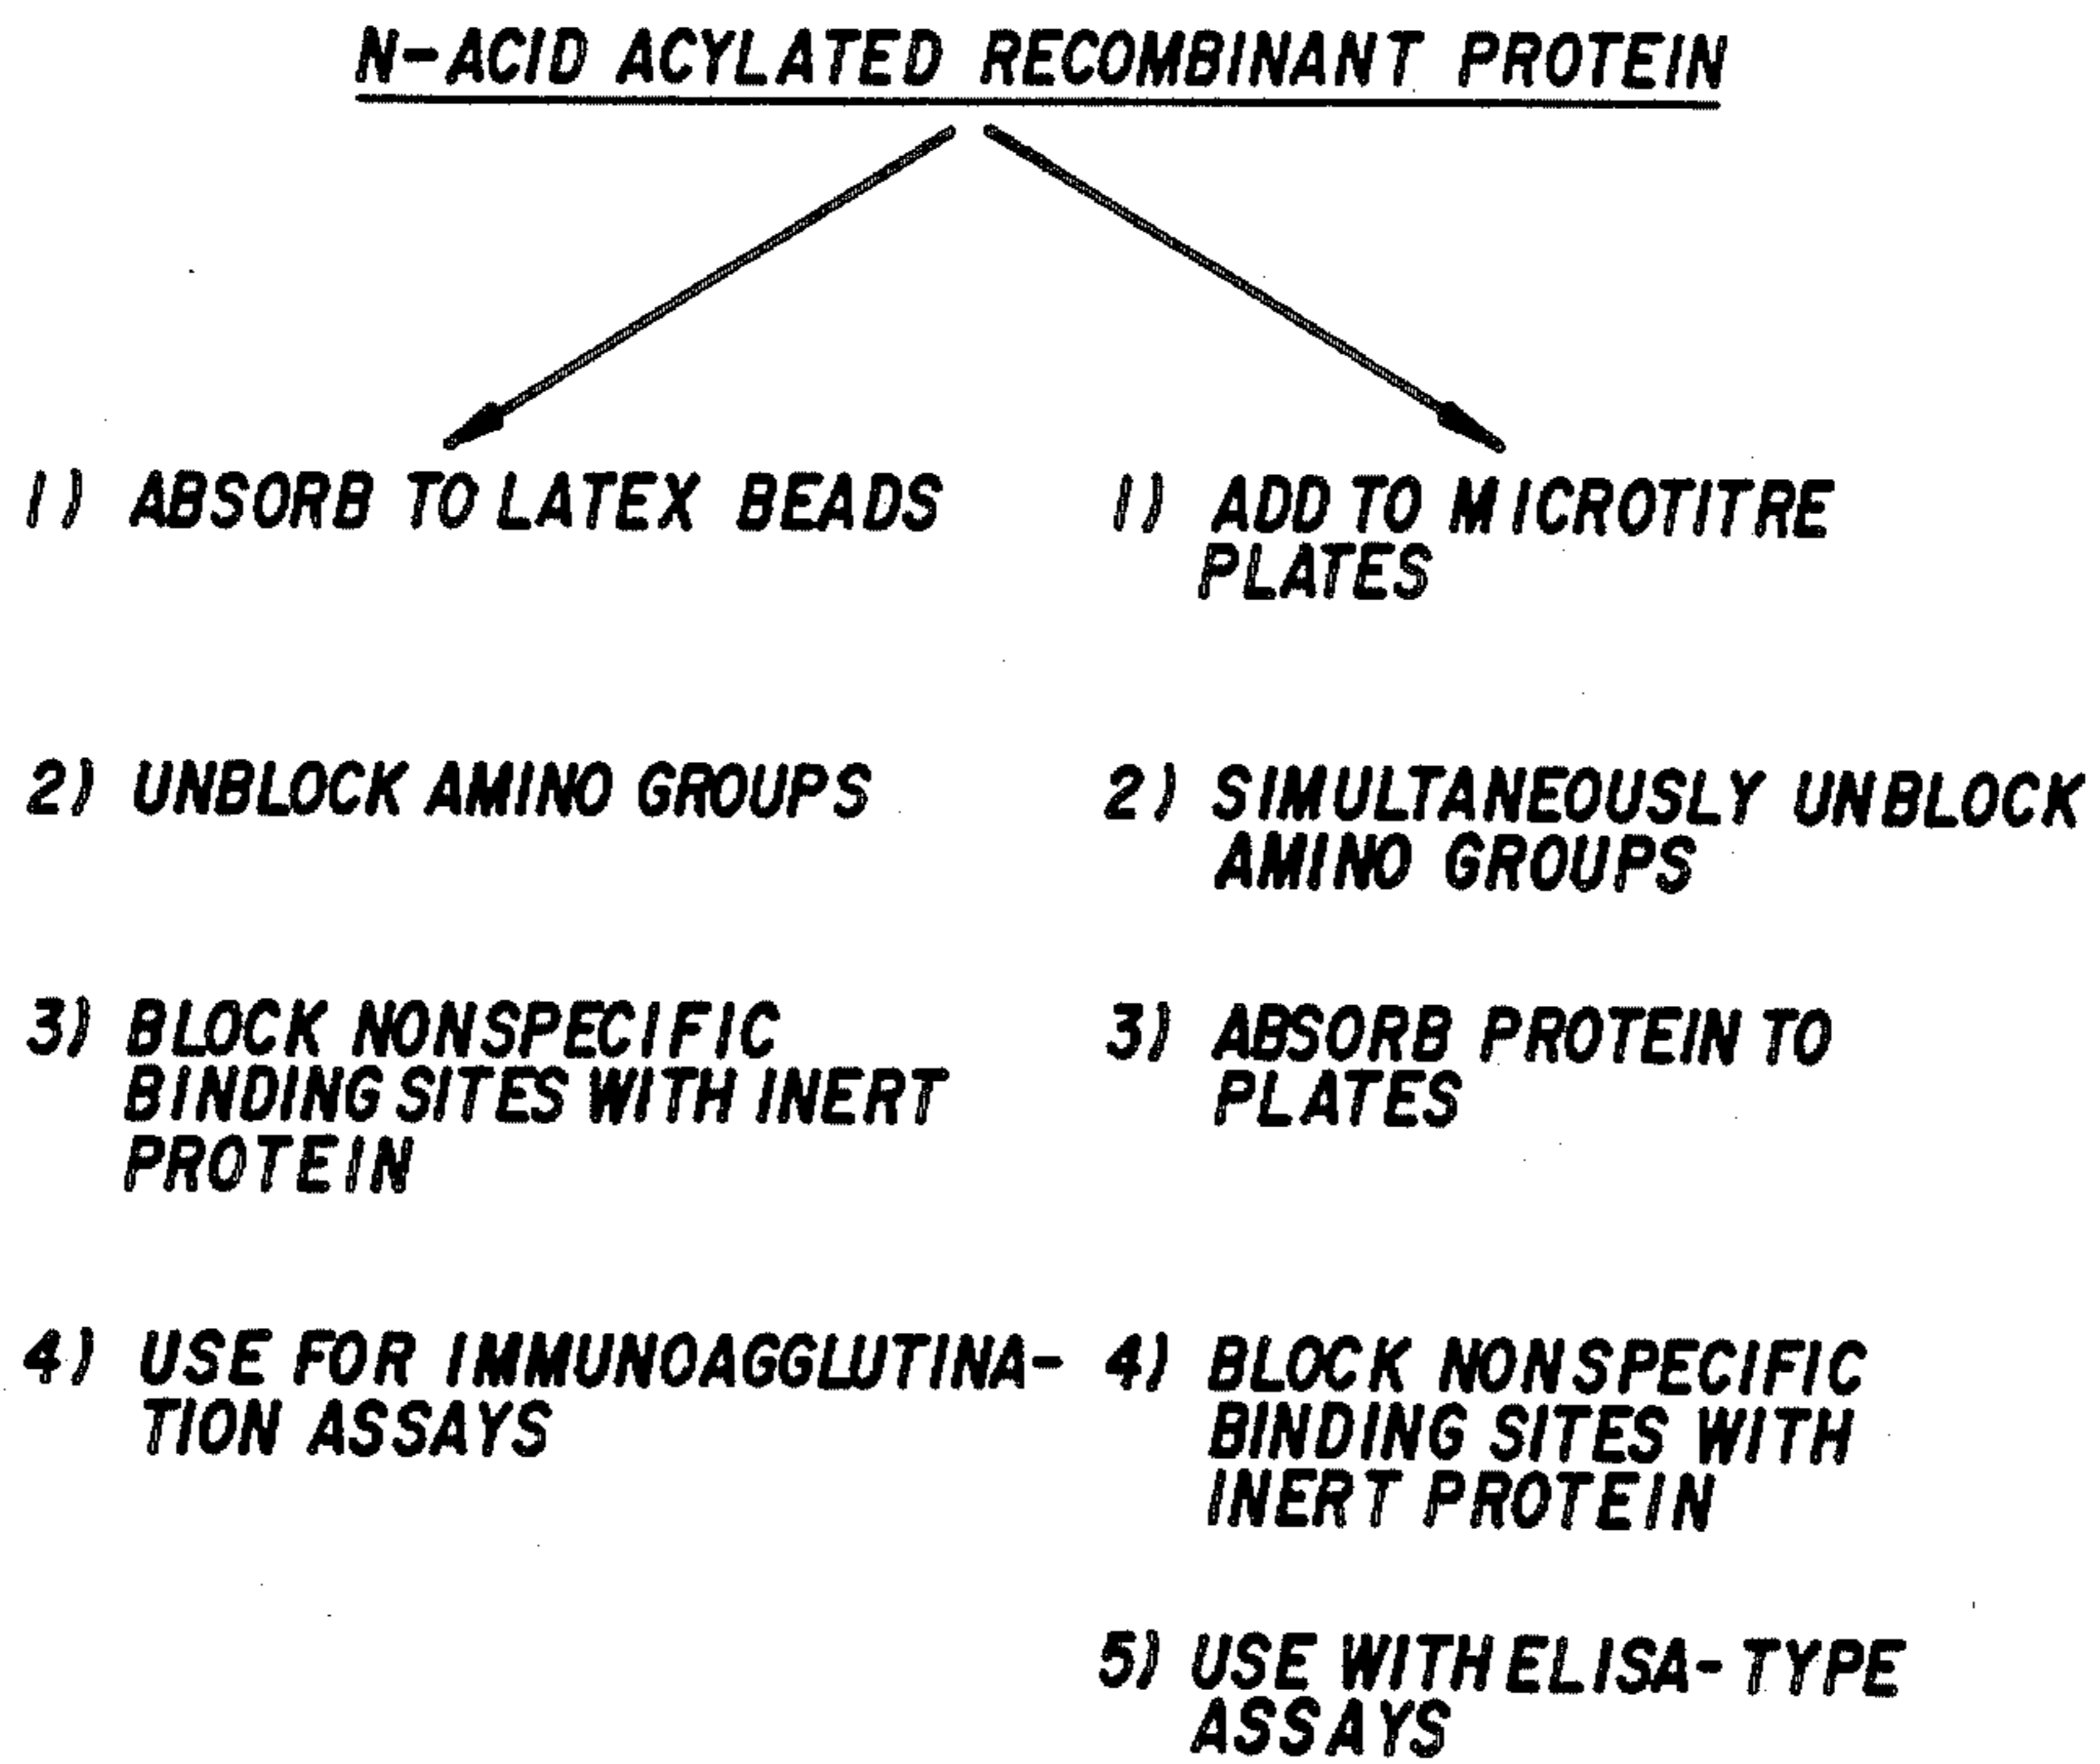 N-ACID ACYLATED RECOMBINANT PROTEIN
1) ABSORB TO LATEX BEADS
2) UNBLOCK AMINO GROUPS
3) BLOCK NONSPECIFIC
BINDING SITES WITH INERT
PROTEIN
4) USE FOR IMMUNOAGGLUTINA-
TION ASSAYS
1) ADD TO MICROTITRE
PLATES
2) SIMULTANEOUSLY UNBLOCK
AMINO GROUPS
3) ABSORB PROTEIN TO
PLATES
4) BLOCK NONSPECIFIC
BINDING SITES WITH
INERT PROTEIN
5) USE WITH ELISA-TYPE
ASSAYS